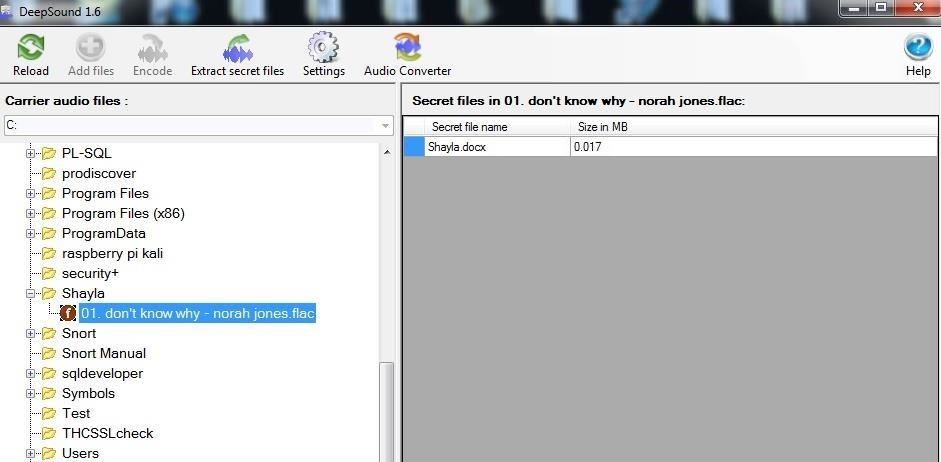 DeepSound 1.6
Reload Add files Encode Extract secret files Settings Audio Converter Help
Carrier audio files :
C:
PL-SQL
prodiscover
Program Files
Program Files (x86)
ProgramData
raspberry pi kali
security+
Shayla
01. don't know why - norah jones.flac
Snort
Snort Manual
sqldeveloper
Symbols
Test
THCSSLcheck
Users
Secret files in 01. don't know why - norah jones.flac:
Secret file name Size in MB
Shayla.docx 0.017